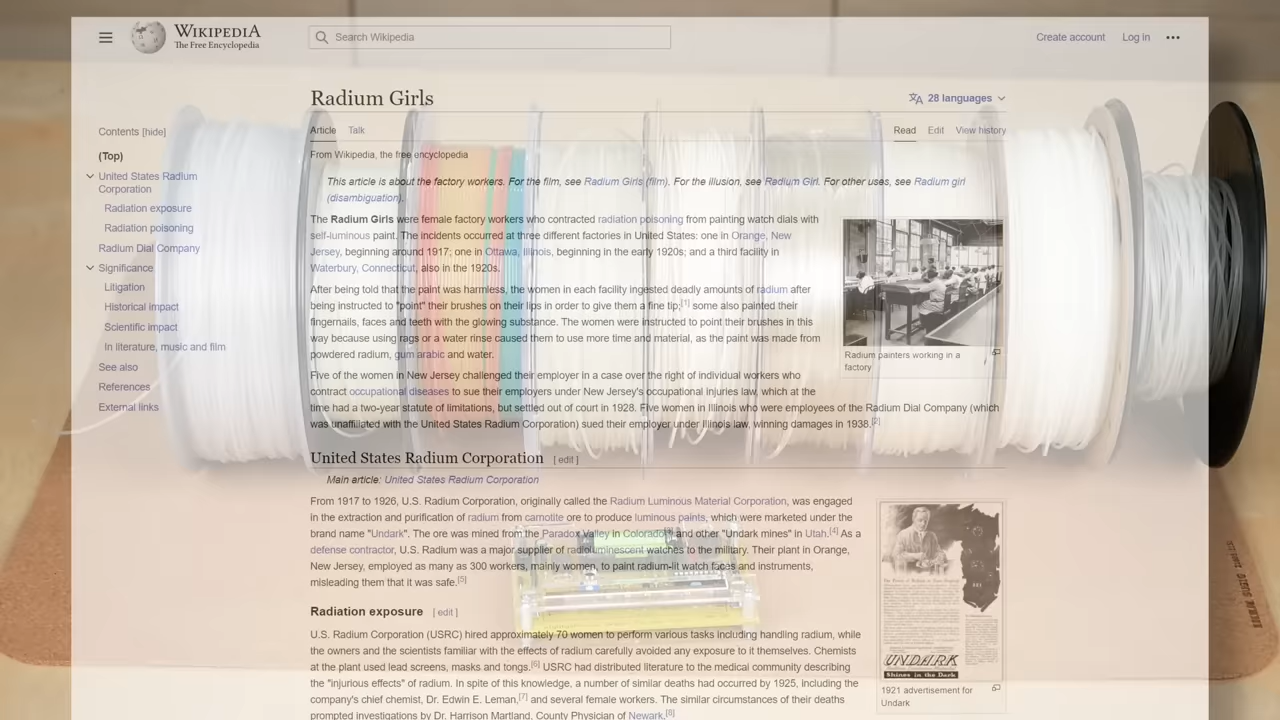 WIKIPEDIA
The Free Encyclopedia
Search Wikipedia
Create account
Log in
Radium Girls
28 languages
Contents [hide]
(Top)
United States Radium
Corporation
Radiation exposure
Radiation poisoning
Radium Dial Company
Significance
Litigation
Historical impact
Scientific impact
In literature, music and film
See also
References
External links
Article
Talk
Read
Edit
View history
From Wikipedia, the free encyclopedia
This article is about the factory workers. For the film, see Radium Girls (film). For the illusion, see Radium Girl. For other uses, see Radium girl
(disambiguation).
The Radium Girls were female factory workers who contracted radiation poisoning from painting watch dials with
self-luminous paint. The incidents occurred at three different factories in United States: one in Orange, New
Jersey, beginning around 1917; one in Ottawa, Illinois, beginning in the early 1920s; and a third facility in
Waterbury, Connecticut, also in the 1920s.
After being told that the paint was harmless, the women in each facility ingested deadly amounts of radium after
being instructed to "point" their brushes on their lips in order to give them a fine tip;[1] some also painted their
fingernails, faces and teeth with the glowing substance. The women were instructed to point their brushes in this
way because using rags or a water rinse caused them to use more time and material, as the paint was made from
powdered radium, gum arabic and water.
Radium painters working in a
factory
Five of the women in New Jersey challenged their employer in a case over the right of individual workers who
contract occupational diseases to sue their employers under New Jersey's occupational injuries law, which at the
time had a two-year statute of limitations, but settled out of court in 1928. Five women in Illinois who were employees of the Radium Dial Company (which
was unaffiliated with the United States Radium Corporation) sued their employer under Illinois law, winning damages in 1938.[2]
United States Radium Corporation [ edit ]
Main article: United States Radium Corporation
From 1917 to 1926, U.S. Radium Corporation, originally called the Radium Luminous Material Corporation, was engaged
in the extraction and purification of radium from carnotite ore to produce luminous paints, which were marketed under the
brand name "Undark". The ore was mined from the Paradox Valley in Colorado and other "Undark mines" in Utah.[4] As a
defense contractor, U.S. Radium was a major supplier of radioluminescent watches to the military. Their plant in Orange,
New Jersey, employed as many as 300 workers, mainly women, to paint radium-lit watch faces and instruments,
misleading them that it was safe.[5]
Radiation exposure [ edit ]
U.S. Radium Corporation (USRC) hired approximately 70 women to perform various tasks including handling radium, while
the owners and the scientists familiar with the effects of radium carefully avoided any exposure to it themselves. Chemists
at the plant used lead screens, masks and tongs.[6] USRC had distributed literature to the medical community describing
the "injurious effects" of radium. In spite of this knowledge, a number of similar deaths had occurred by 1925, including the
company's chief chemist, Dr. Edwin E. Leman,[7] and several female workers. The similar circumstances of their deaths
prompted investigations by Dr. Harrison Martland, County Physician of Newark.[8]
UNDARK
Shines in the Dark
1921 advertisement for
Undark